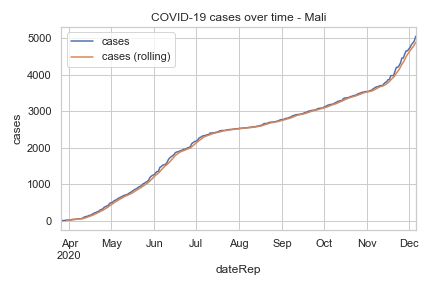 COVID-19 cases over time - Mali
cases
cases (rolling)
5000
4000
3000
2000
1000
0
cases
Apr May Jun Jul Aug Sep Oct Nov Dec
2020
dateRep